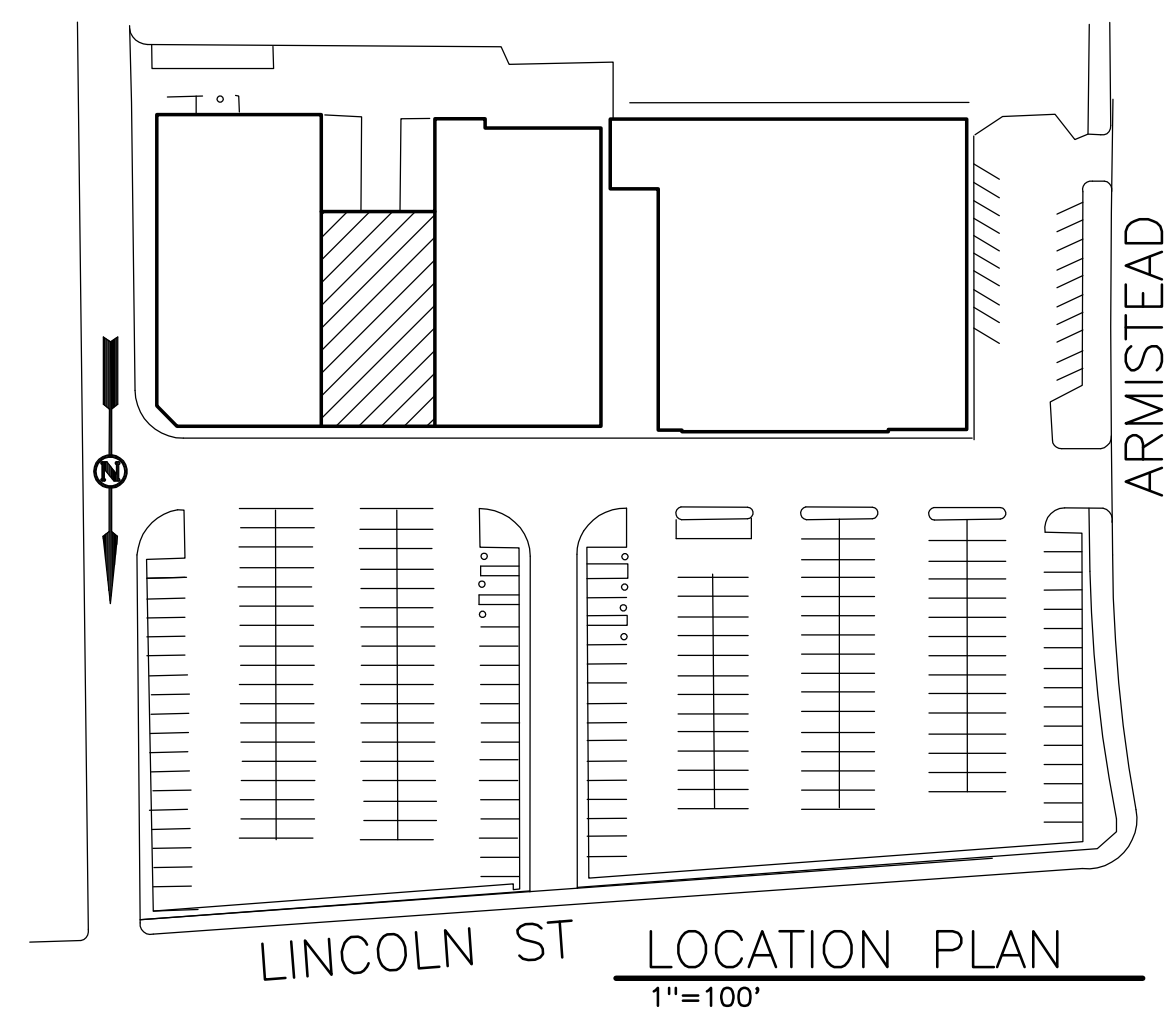 ARMISTEAD
N
LINCOLN ST
LOCATION PLAN
1"=100'